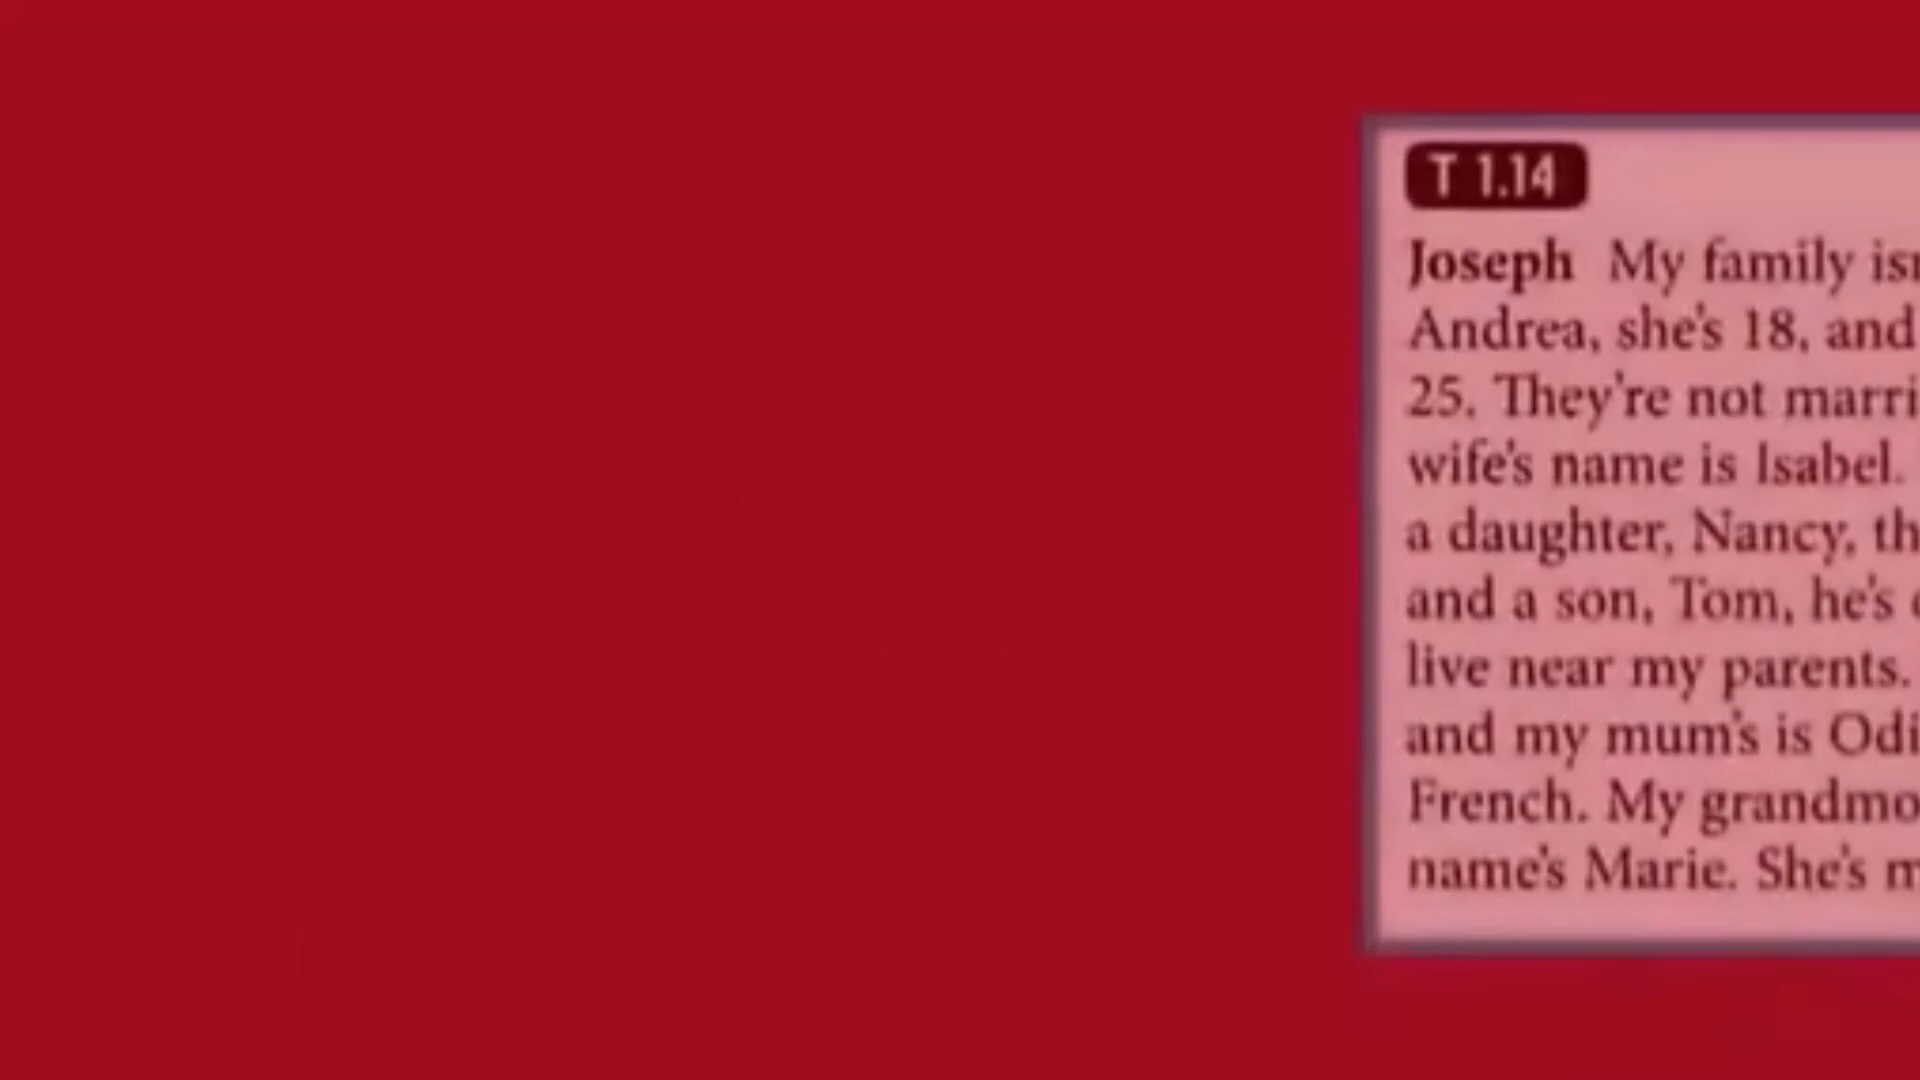 T 1.14
Joseph My family
Andrea, she's 18, and
25. They're not
wife's name is Isabel.
a daughter, Nancy,
and a son, Tom, he's
live near my parents.
and my mum's is
French. My
name's Marie. She's